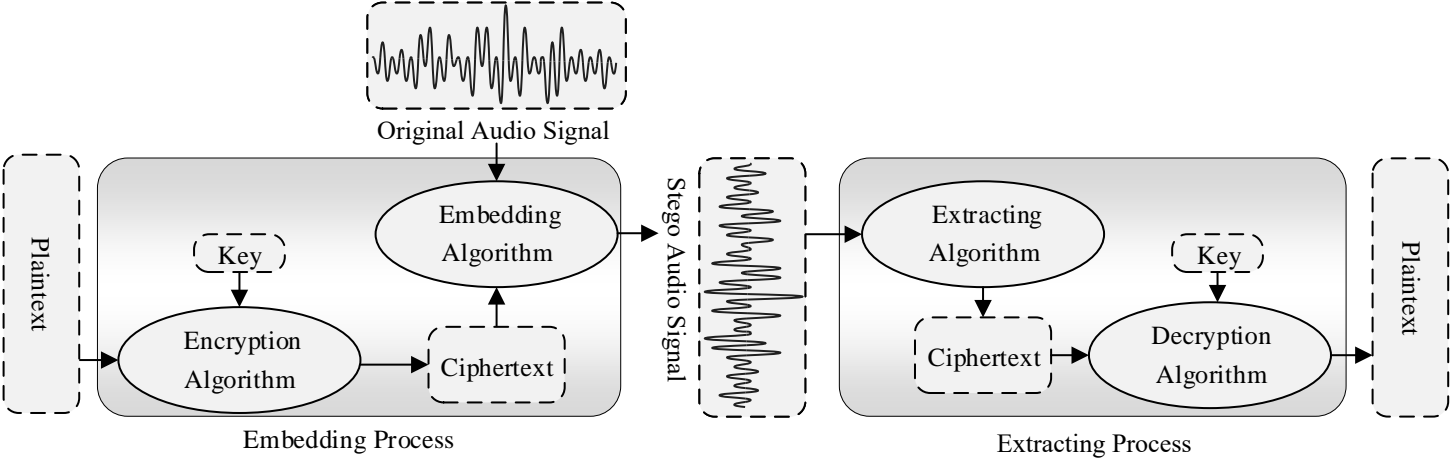 Original Audio Signal
Plaintext
Key
Encryption
Algorithm
Ciphertext
Embedding
Algorithm
Embedding Process
Stego Audio Signal
Extracting
Algorithm
Ciphertext
Key
Decryption
Algorithm
Extracting Process
Plaintext